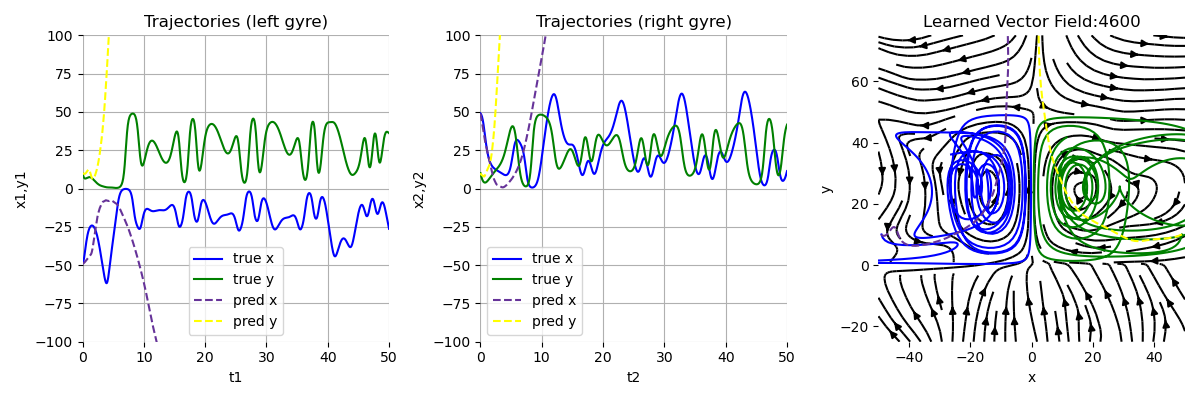 Trajectories (left gyre)
100
75
50
25
0
−25
−50
−75
−100
x1,y1
0
10
20
30
40
50
t1
true x
true y
pred x
pred y
Trajectories (right gyre)
100
75
50
25
0
−25
−50
−75
−100
x2,y2
0
10
20
30
40
50
t2
true x
true y
pred x
pred y
Learned Vector Field:4600
60
40
20
0
−20
y
−40
−20
0
20
40
x